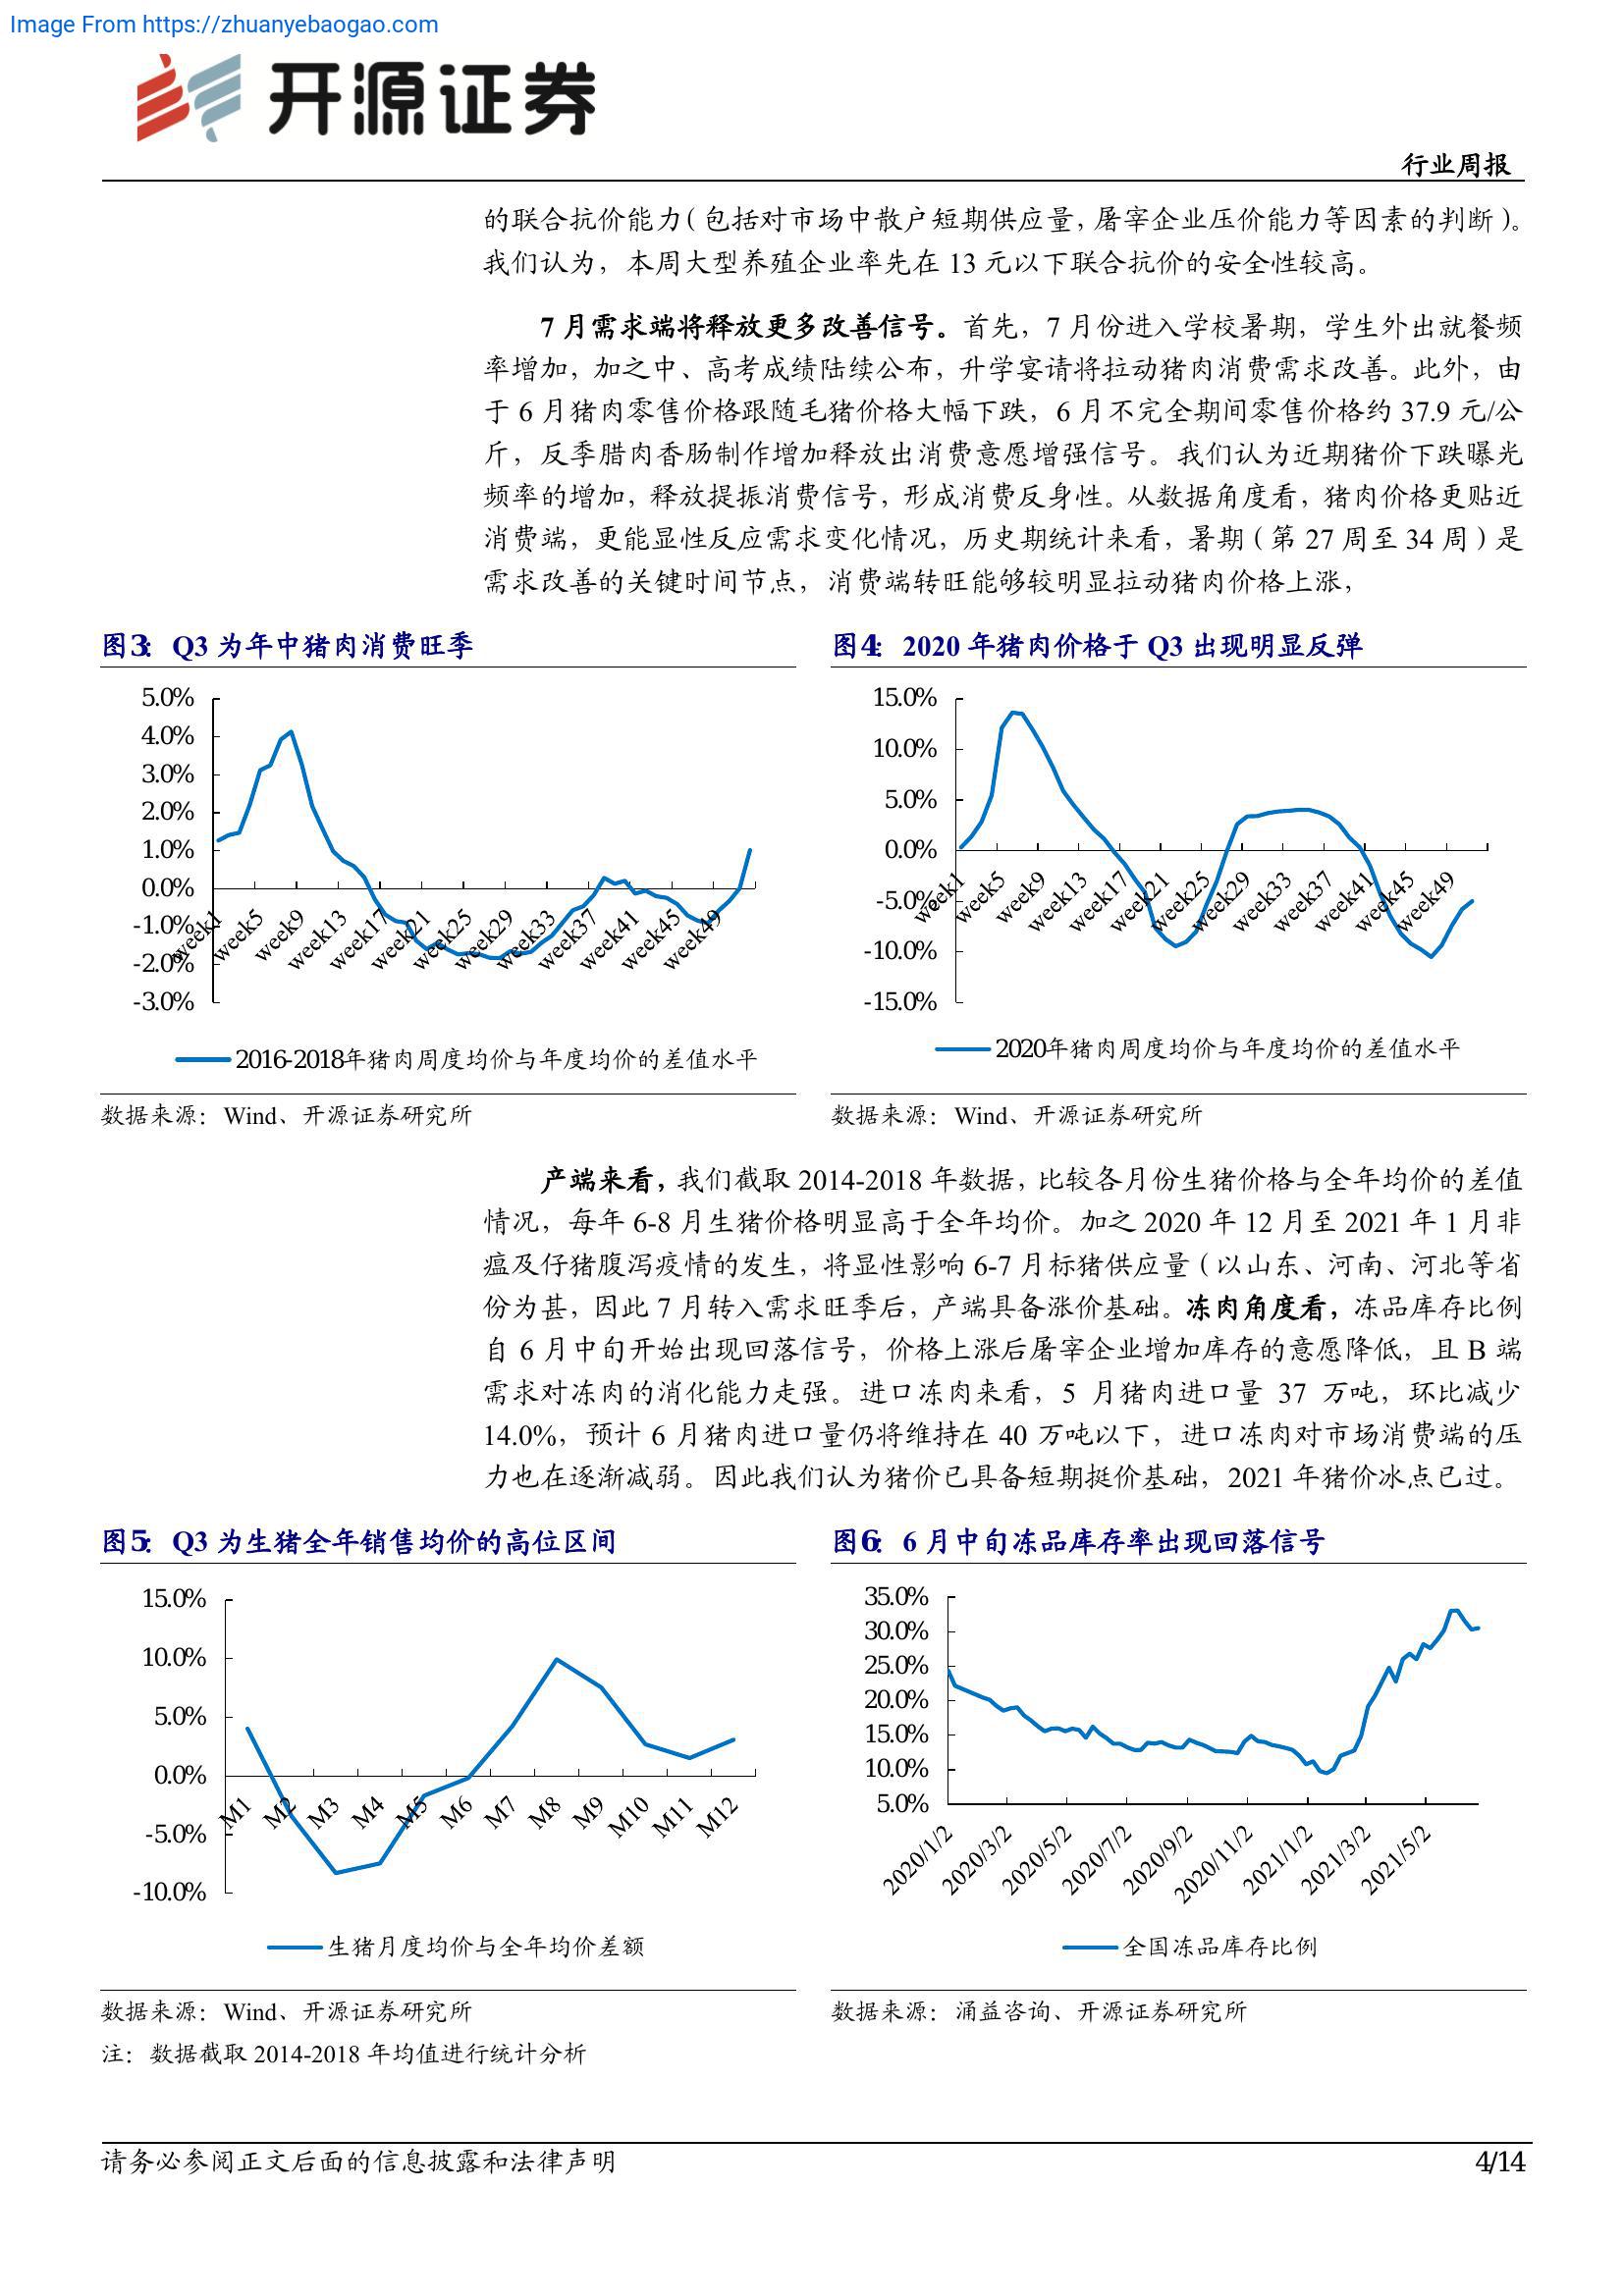 Image From https://zhuanyebaogao.com
开源证券
行业周报
的联合抗价能力（包括对市场中散户短期供应量，屠宰企业压价能力等因素的判断）。
我们认为，本周大型养殖企业率先在 13 元以下联合抗价的安全性较高。
7 月需求端将释放更多改善信号。首先，7 月份进入学校暑期，学生外出就餐频
率增加，加之中、高考成绩陆续公布，升学宴请将拉动猪肉消费需求改善。此外，由
于 6 月猪肉零售价格跟随毛猪价格大幅下跌，6 月不完全期间零售价格约 37.9 元/公
斤，反季腊肉香肠制作增加释放出消费意愿增强信号。我们认为近期猪价下跌曝光
频率的增加，释放提振消费信号，形成消费反身性。从数据角度看，猪肉价格更贴近
消费端，更能显性反应需求变化情况，历史期统计来看，暑期（第 27 周至 34 周）是
需求改善的关键时间节点，消费端转旺能够较明显拉动猪肉价格上涨，
图3：Q3 为年中猪肉消费旺季
5.0%
4.0%
3.0%
2.0%
1.0%
0.0%
-1.0%
-2.0%
-3.0%
week1
week5
week9
week13
week17
week21
week25
week29
week33
week37
week41
week45
week49
2016-2018年猪肉周度均价与年度均价的差值水平
数据来源：Wind、开源证券研究所
图4：2020 年猪肉价格于 Q3 出现明显反弹
15.0%
10.0%
5.0%
0.0%
-5.0%
-10.0%
-15.0%
week1
week5
week9
week13
week17
week21
week25
week29
week33
week37
week41
week45
week49
2020年猪肉周度均价与年度均价的差值水平
数据来源：Wind、开源证券研究所
产端来看，我们截取 2014-2018 年数据，比较各月份生猪价格与全年均价的差值
情况，每年 6-8 月生猪价格明显高于全年均价。加之 2020 年 12 月至 2021 年 1 月非
瘟及仔猪腹泻疫情的发生，将显性影响 6-7 月标猪供应量（以山东、河南、河北等省
份为甚，因此 7 月转入需求旺季后，产端具备涨价基础。冻肉角度看，冻品库存比例
自 6 月中旬开始出现回落信号，价格上涨后屠宰企业增加库存的意愿降低，且 B 端
需求对冻肉的消化能力走强。进口冻肉来看，5 月猪肉进口量 37 万吨，环比减少
14.0%，预计 6 月猪肉进口量仍将维持在 40 万吨以下，进口冻肉对市场消费端的压
力也在逐渐减弱。因此我们认为猪价已具备短期挺价基础，2021 年猪价冰点已过。
图5：Q3 为生猪全年销售均价的高位区间
15.0%
10.0%
5.0%
0.0%
-5.0%
-10.0%
M1
M2
M3
M4
M5
M6
M7
M8
M9
M10
M11
M12
生猪月度均价与全年均价差额
数据来源：Wind、开源证券研究所
注：数据截取 2014-2018 年均值进行统计分析
图6：6 月中旬冻品库存率出现回落信号
35.0%
30.0%
25.0%
20.0%
15.0%
10.0%
5.0%
2020/1/2
2020/3/2
2020/5/2
2020/7/2
2020/9/2
2020/11/2
2021/1/2
2021/3/2
2021/5/2
全国冻品库存比例
数据来源：涌益咨询、开源证券研究所
请务必参阅正文后面的信息披露和法律声明
4/14